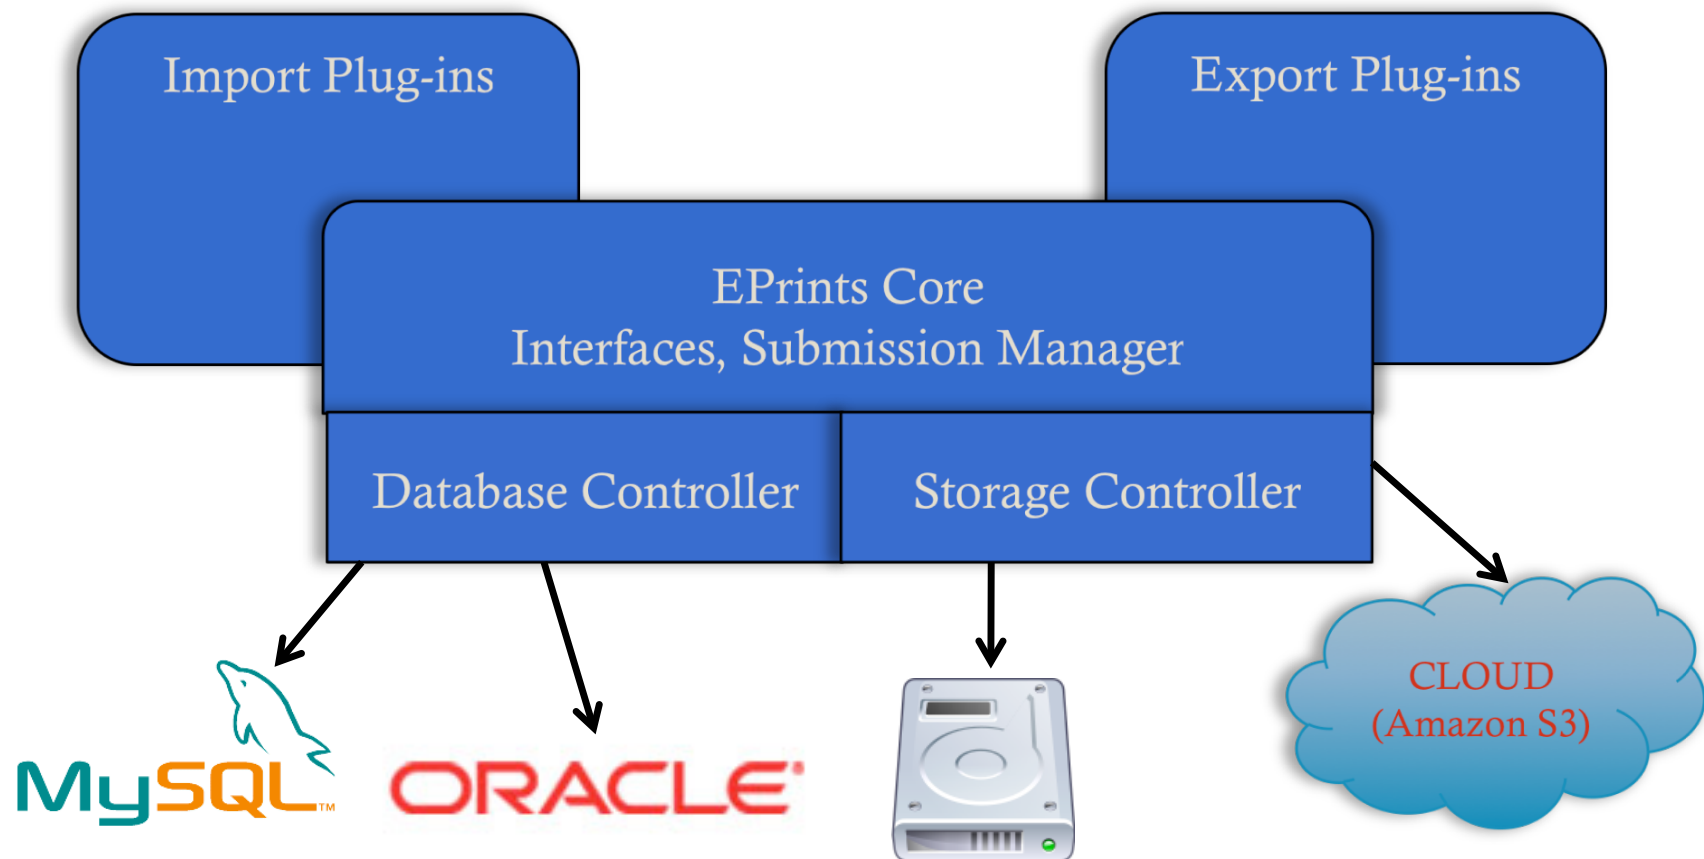 Import Plug-ins
Export Plug-ins
EPrints Core
Interfaces, Submission Manager
Database Controller
Storage Controller
MySQL™
ORACLE®
CLOUD
(Amazon S3)